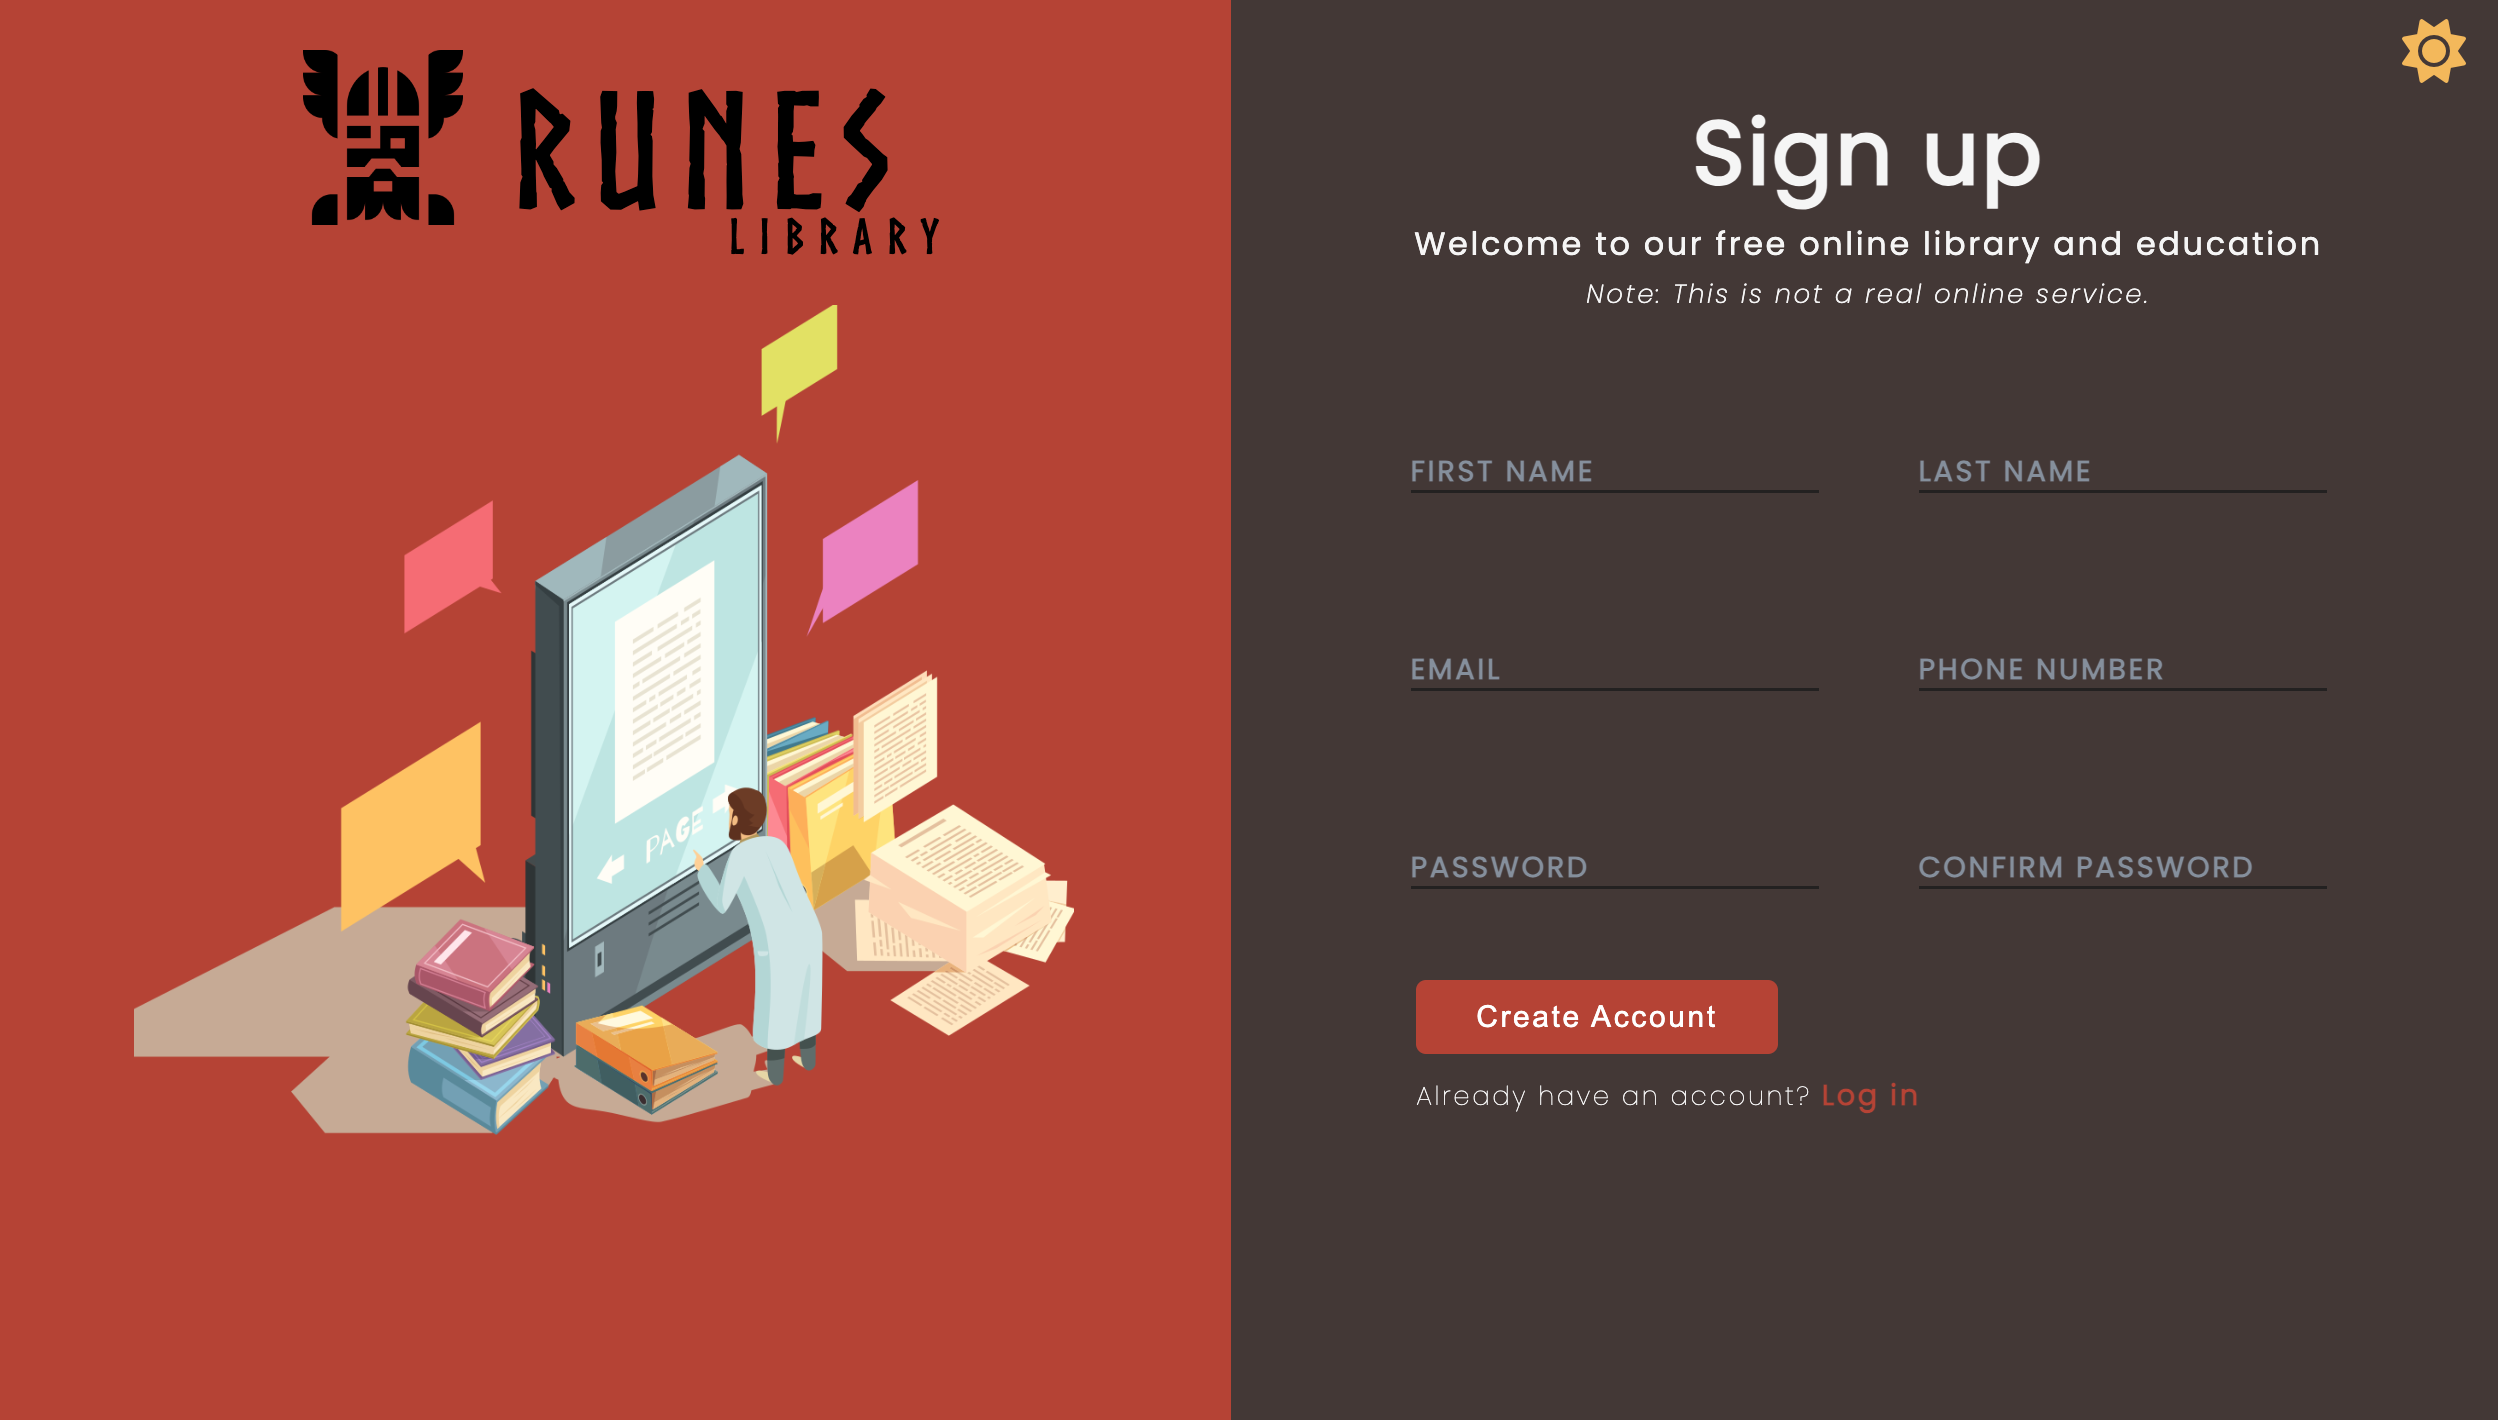 RUNES
LIBRARY
PAGE
Sign up
Welcome to our free online library and education
Note: This is not a real online service.
FIRST NAME
LAST NAME
EMAIL
PHONE NUMBER
PASSWORD
CONFIRM PASSWORD
Create Account
Already have an account? Log in